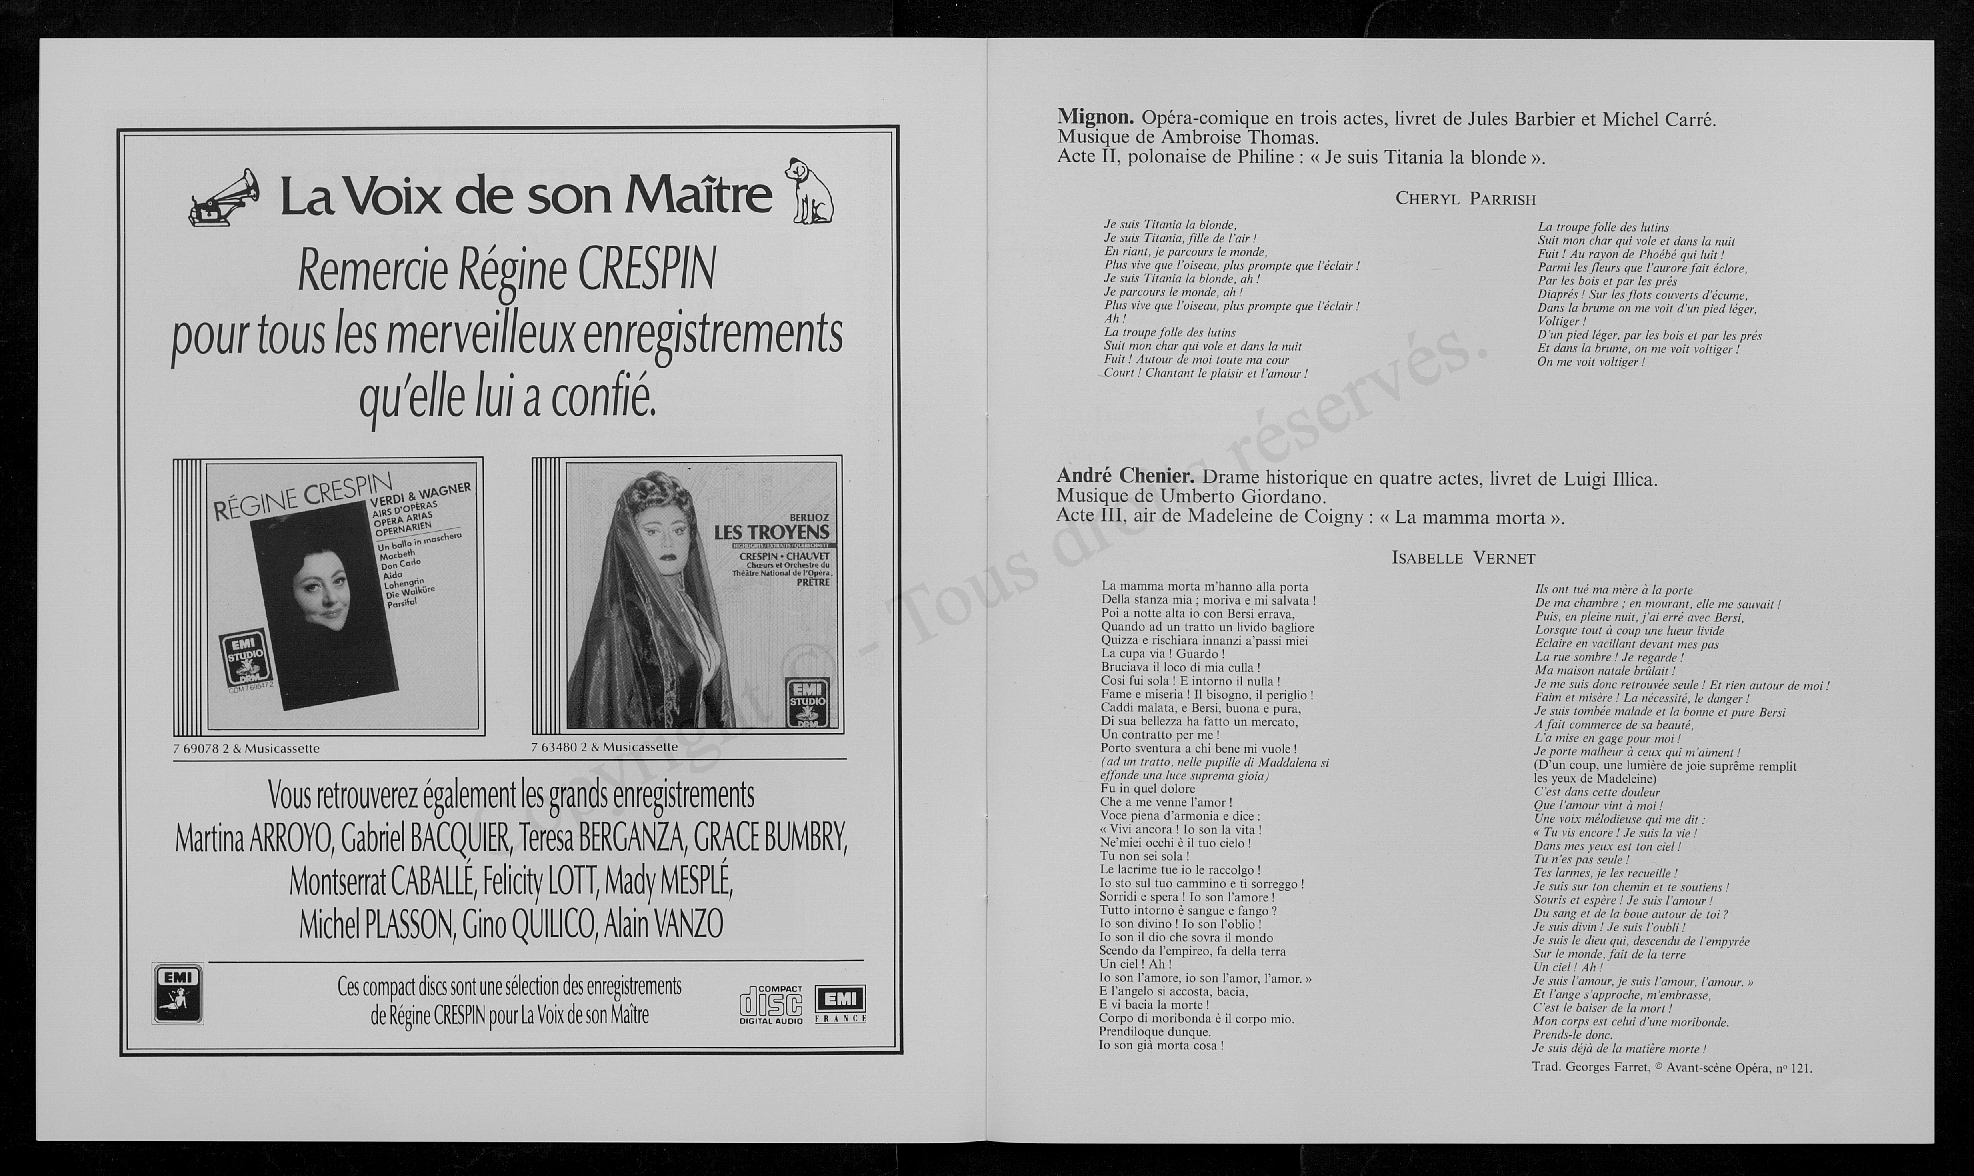 La Voix de son Maître
Remercie Régine CRESPIN
pour tous les merveilleux enregistrements
qu'elle lui a confié.
RÉGINE CRESPIN
VERDI & WAGNER
AIRS D'OPÉRAS
OPERA ARIAS
OPERNARIEN
Un ballo in maschera
Macbeth
Don Carlo
Aida
Lohengrin
Die Walküre
Parsifal
EMI
STUDIO
DRM
CDM 7 69078 2
7 69078 2 & Musicassette
BERLIOZ
LES TROYENS
CRESPIN • CHAUVET
Chœurs et Orchestre du
Théâtre National de l'Opéra,
PRÊTRE
EMI
STUDIO
DRM
7 63480 2 & Musicassette
Vous retrouverez également les grands enregistrements
Martina ARROYO, Gabriel BACQUIER, Teresa BERGANZA, GRACE BUMBRY,
Montserrat CABALLÉ, Felicity LOTT, Mady MESPLÉ,
Michel PLASSON, Gino QUILICO, Alain VANZO
EMI
Ces compact discs sont une sélection des enregistrements
de Régine CRESPIN pour La Voix de son Maître
COMPACT
disc
DIGITAL AUDIO
EMI
FRANCE
Mignon. Opéra-comique en trois actes, livret de Jules Barbier et Michel Carré.
Musique de Ambroise Thomas.
Acte II, polonaise de Philine : « Je suis Titania la blonde ».
CHERYL PARRISH
Je suis Titania la blonde,
Je suis Titania, fille de l'air !
En riant, je parcours le monde,
Plus vive que l'oiseau, plus prompte que l'éclair !
Je suis Titania la blonde, ah !
Je parcours le monde, ah !
Plus vive que l'oiseau, plus prompte que l'éclair !
Ah !
La troupe folle des lutins
Suit mon char qui vole et dans la nuit
Fuit ! Autour de moi toute ma cour
Court ! Chantant le plaisir et l'amour !
La troupe folle des lutins
Suit mon char qui vole et dans la nuit
Fuit ! Au rayon de Phoébé qui luit !
Parmi les fleurs que l'aurore fait éclore,
Par les bois et par les prés
Diaprés ! Sur les flots couverts d'écume,
Dans la brume on me voit d'un pied léger,
Voltiger !
D'un pied léger, par les bois et par les prés
Et dans la brume, on me voit voltiger !
On me voit voltiger !
André Chenier. Drame historique en quatre actes, livret de Luigi Illica.
Musique de Umberto Giordano.
Acte III, air de Madeleine de Coigny : « La mamma morta ».
ISABELLE VERNET
La mamma morta m'hanno alla porta
Della stanza mia ; moriva e mi salvata !
Poi a notte alta io con Bersi errava,
Quando ad un tratto un livido bagliore
Quizza e rischiara innanzi a'passi miei
La cupa via ! Guardo !
Bruciava il loco di mia culla !
Cosi fui sola ! E intorno il nulla !
Fame e miseria ! Il bisogno, il periglio !
Caddi malata, e Bersi, buona e pura,
Di sua bellezza ha fatto un mercato,
Un contratto per me !
Porto sventura a chi bene mi vuole !
(ad un tratto, nelle pupille di Maddalena si
effonde una luce suprema gioia)
Fu in quel dolore
Che a me venne l'amor !
Voce piena d'armonia e dice :
« Vivi ancora ! Io son la vita !
Ne'miei occhi è il tuo cielo !
Tu non sei sola !
Le lacrime tue io le raccolgo !
Io sto sul tuo cammino e ti sorreggo !
Sorridi e spera ! Io son l'amore !
Tutto intorno è sangue e fango ?
Io son divino ! Io son l'oblio !
Io son il dio che sovra il mondo
Scendo da l'empireo, fa della terra
Un ciel ! Ah !
Io son l'amore, io son l'amor, l'amor. »
E l'angelo si accosta, bacia,
E vi bacia la morte !
Corpo di moribonda è il corpo mio.
Prendiloque dunque.
Io son già morta cosa !
Ils ont tué ma mère à la porte
De ma chambre ; en mourant, elle me sauvait !
Puis, en pleine nuit, j'ai erré avec Bersi,
Lorsque tout à coup une lueur livide
Eclaire en vacillant devant mes pas
La rue sombre ! Je regarde !
Ma maison natale brûlait !
Je me suis donc retrouvée seule ! Et rien autour de moi !
Faim et misère ! La nécessité, le danger !
Je suis tombée malade et la bonne et pure Bersi
A fait commerce de sa beauté,
L'a mise en gage pour moi !
Je porte malheur à ceux qui m'aiment !
(D'un coup, une lumière de joie suprême remplit
les yeux de Madeleine)
C'est dans cette douleur
Que l'amour vint à moi !
Une voix mélodieuse qui me dit :
« Tu vis encore ! Je suis la vie !
Dans mes yeux est ton ciel !
Tu n'es pas seule !
Tes larmes, je les recueille !
Je suis sur ton chemin et te soutiens !
Souris et espère ! Je suis l'amour !
Du sang et de la boue autour de toi ?
Je suis divin ! Je suis l'oubli !
Je suis le dieu qui, descendu de l'empyrée
Sur le monde, fait de la terre
Un ciel ! Ah !
Je suis l'amour, je suis l'amour, l'amour. »
Et l'ange s'approche, m'embrasse,
C'est le baiser de la mort !
Mon corps est celui d'une moribonde.
Prends-le donc.
Je suis déjà de la matière morte !
Trad. Georges Farret, © Avant-scène Opéra, nº 121.
Copyright © - Tous droits réservés.